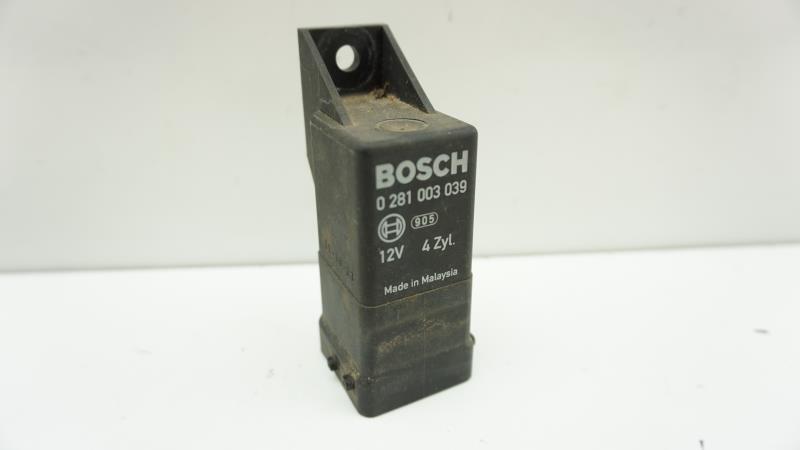 BOSCH
0 281 003 039
905
12V 4 Zyl.
Made in Malaysia